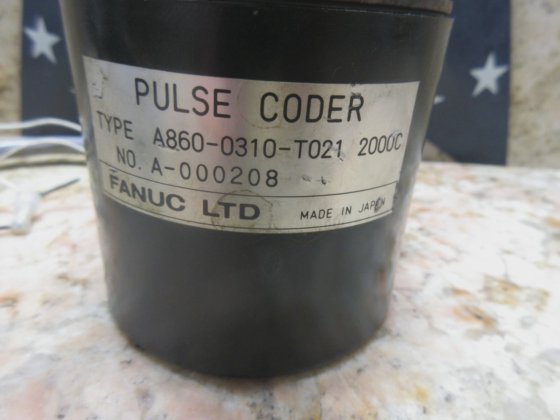 PULSE CODER
TYPE A860-0310-T021 2000C
NO. A-000208
FANUC LTD MADE IN JAPAN